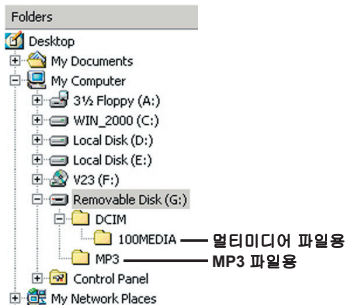 Folders
Desktop
My Documents
My Computer
3½ Floppy (A:)
WIN_2000 (C:)
Local Disk (D:)
Local Disk (E:)
V23 (F:)
Removable Disk (G:)
DCIM
100MEDIA 멀티미디어 파일용
MP3 MP3 파일용
Control Panel
My Network Places